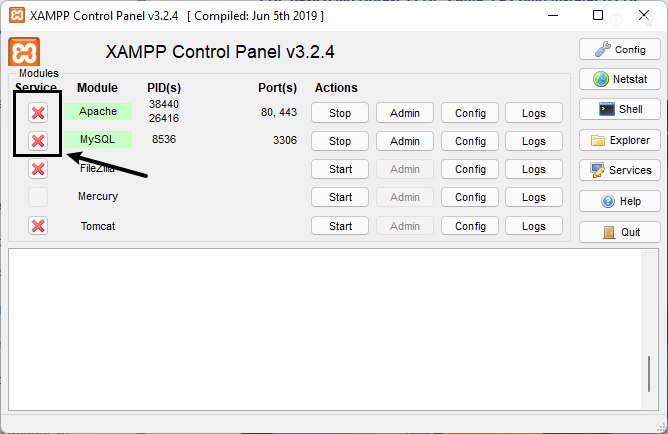 XAMPP Control Panel v3.2.4 [ Compiled: Jun 5th 2019 ]
XAMPP Control Panel v3.2.4
Config
Modules
Service Module PID(s) Port(s) Actions
Netstat
Apache 38440 26416 80, 443 Stop Admin Config Logs
Shell
MySQL 8536 3306 Stop Admin Config Logs
Explorer
FileZilla Start Admin Config Logs
Services
Mercury Start Admin Config Logs
Help
Tomcat Start Admin Config Logs
Quit